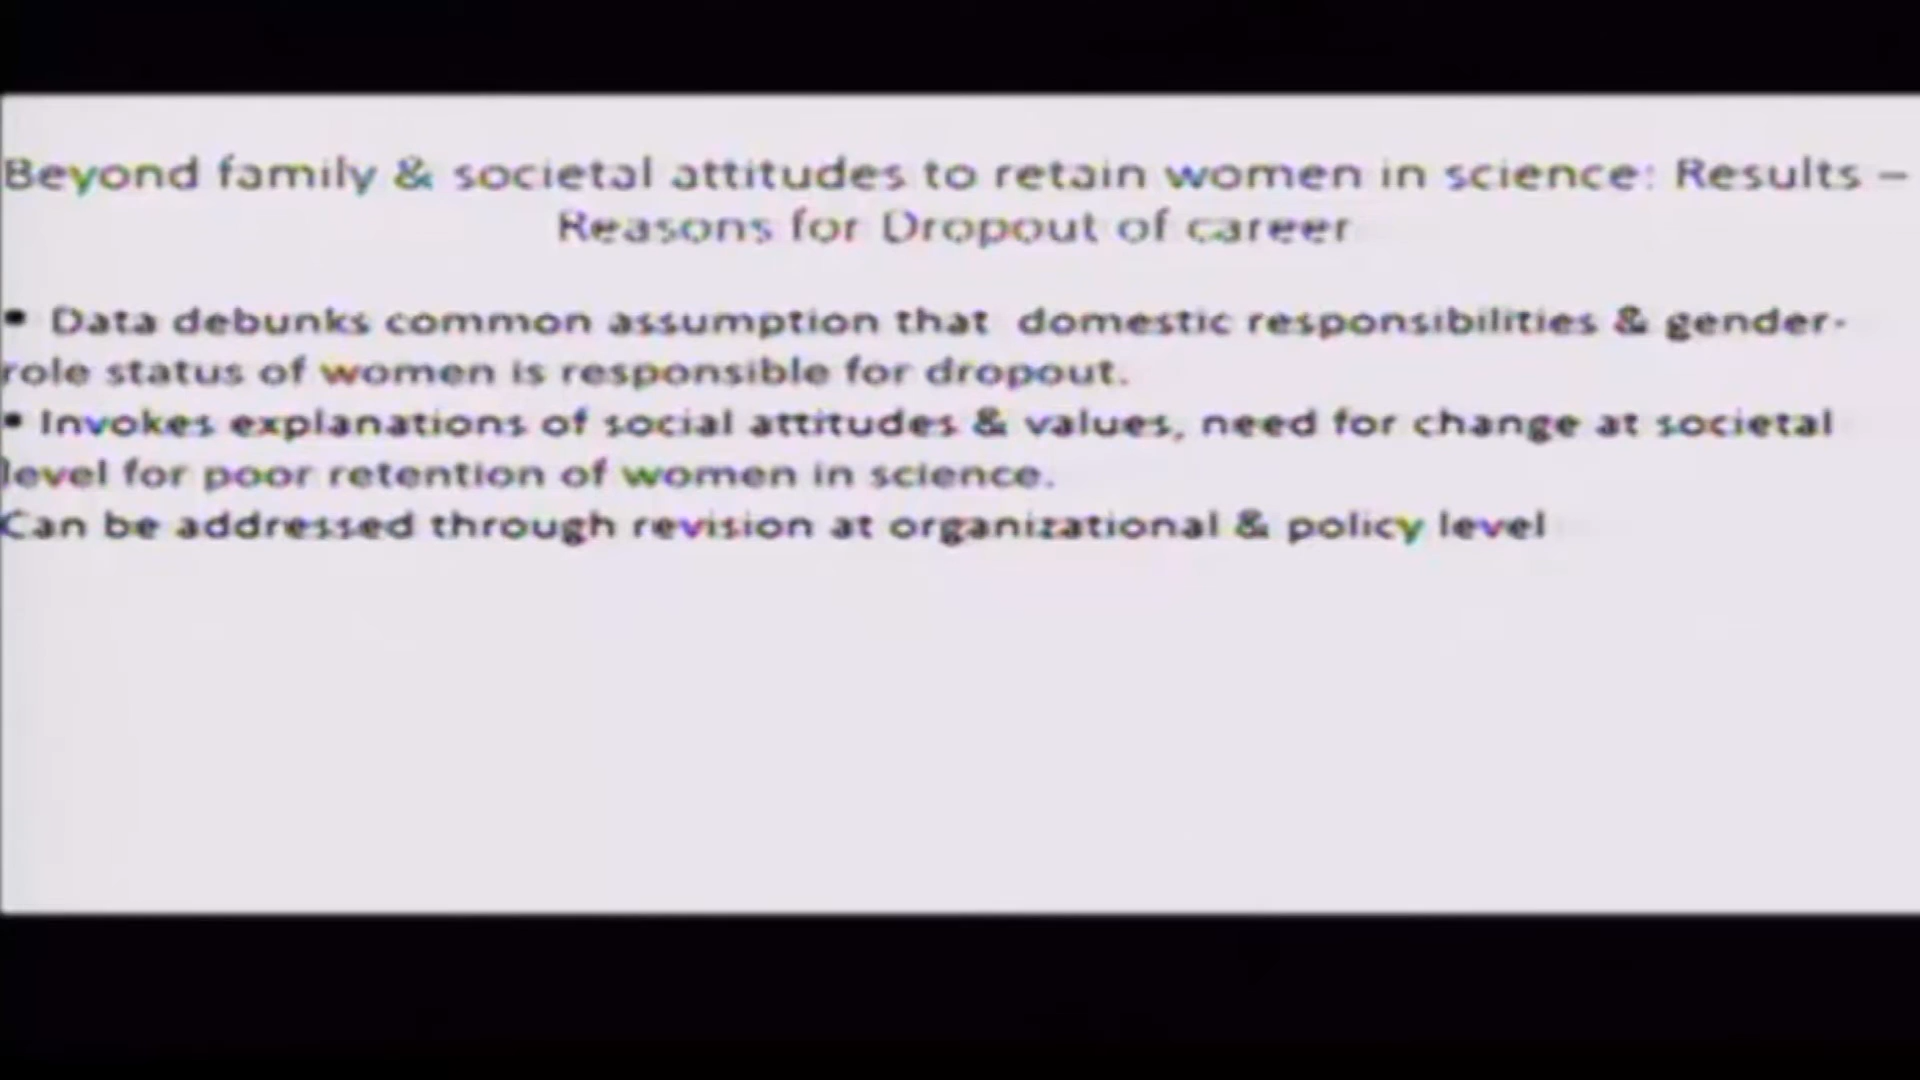 Beyond family & societal attitudes to retain women in science: Results –
Reasons for Dropout of career
• Data debunks common assumption that domestic responsibilities & gender-
role status of women is responsible for dropout.
• Invokes explanations of social attitudes & values, need for change at societal
level for poor retention of women in science.
Can be addressed through revision at organizational & policy level